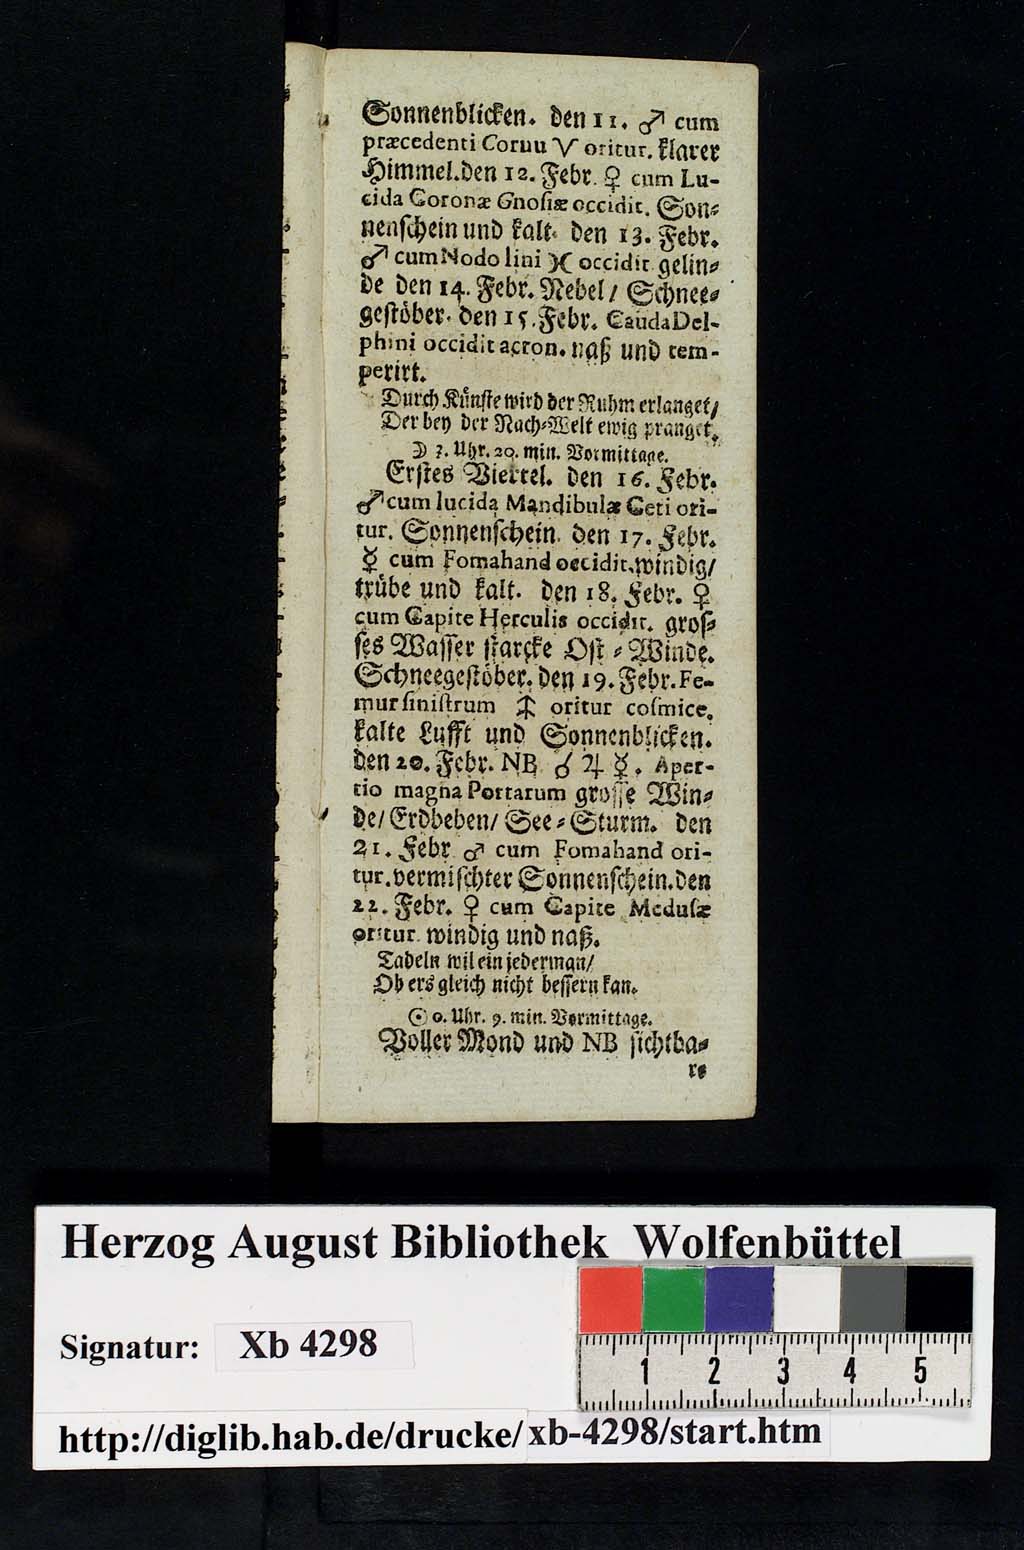 Sonnenblicken. den 11. ♂ cum
præcedenti Cornu ♈ oritur. klarer
Himmel. den 12. Febr. ♀ cum Lu-
cida Coronæ Gnosiæ occidit. Son-
nenschein und kalt. den 13. Febr.
♂ cum Nodo lini ♓ occidit gelin-
de den 14. Febr. Nebel / Schnee-
gestöber. den 15. Febr. Cauda Del-
phini occidit acron. naß und tem-
perirt.
Durch Künste wird der Ruhm erlanget /
Der bey der Nach-Welt ewig pranget.
☽ 3. Uhr. 20. min. Vormittage.
Erstes Viertel. den 16. Febr.
♂ cum lucida Mandibulæ Ceti ori-
tur. Sonnenschein. den 17. Febr.
☿ cum Fomahand occidit. windig /
trübe und kalt. den 18. Febr. ♀
cum Capite Herculis occidit. gros-
ses Wasser starcke Ost-Winde.
Schneegestöber. den 19. Febr. Fe-
mur sinistrum ♐ oritur cosmice.
kalte Lufft und Sonnenblicken.
den 20. Febr. NB ☌ ♃ ☿. Aper-
tio magna Portarum grosse Win-
de / Erdbeben / See-Sturm. den
21. Febr ♂ cum Fomahand ori-
tur. vermischter Sonnenschein. den
22. Febr. ♀ cum Capite Medusæ
oritur. windig und naß.
Tadeln wil ein jederman /
Ob ers gleich nicht bessern kan.
☉ 0. Uhr. 9. min. Vormittage.
Voller Mond und NB sichtba-
re
Herzog August Bibliothek Wolfenbüttel
Signatur: Xb 4298
1 2 3 4 5
http://diglib.hab.de/drucke/xb-4298/start.htm